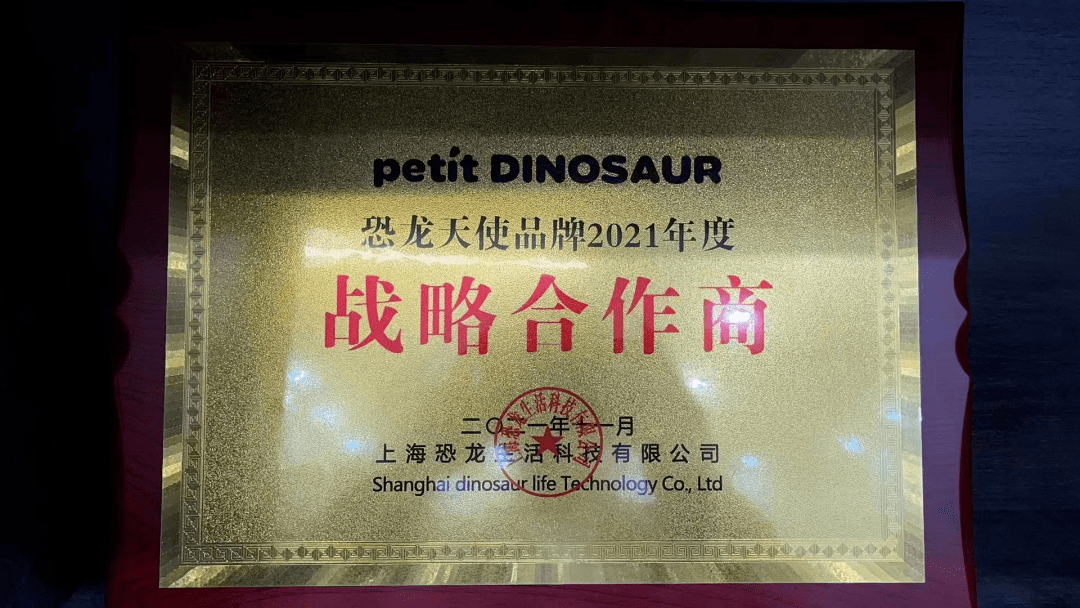 petit DINOSAUR
恐龙天使品牌2021年度
战略合作商
二〇二一年十一月
上海恐龙生活科技有限公司
Shanghai dinosaur life Technology Co., Ltd